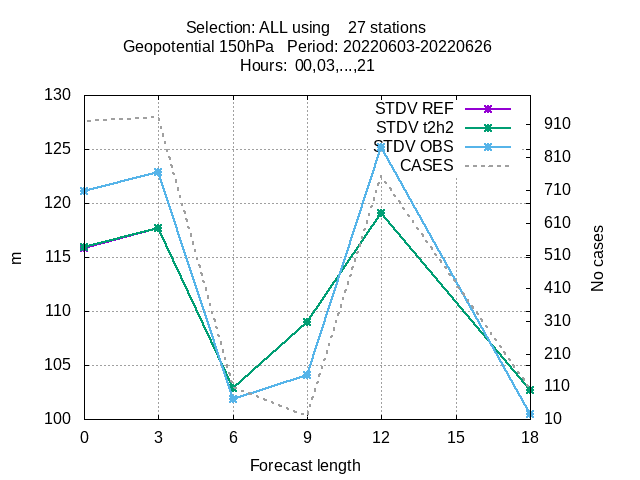 Selection: ALL using    27 stations
Geopotential 150hPa   Period: 20220603-20220626
Hours:  00,03,...,21
STDV REF
STDV t2h2
STDV OBS
CASES
m
130
125
120
115
110
105
100
910
810
710
610
510
410
310
210
110
10
No cases
0 3 6 9 12 15 18
Forecast length